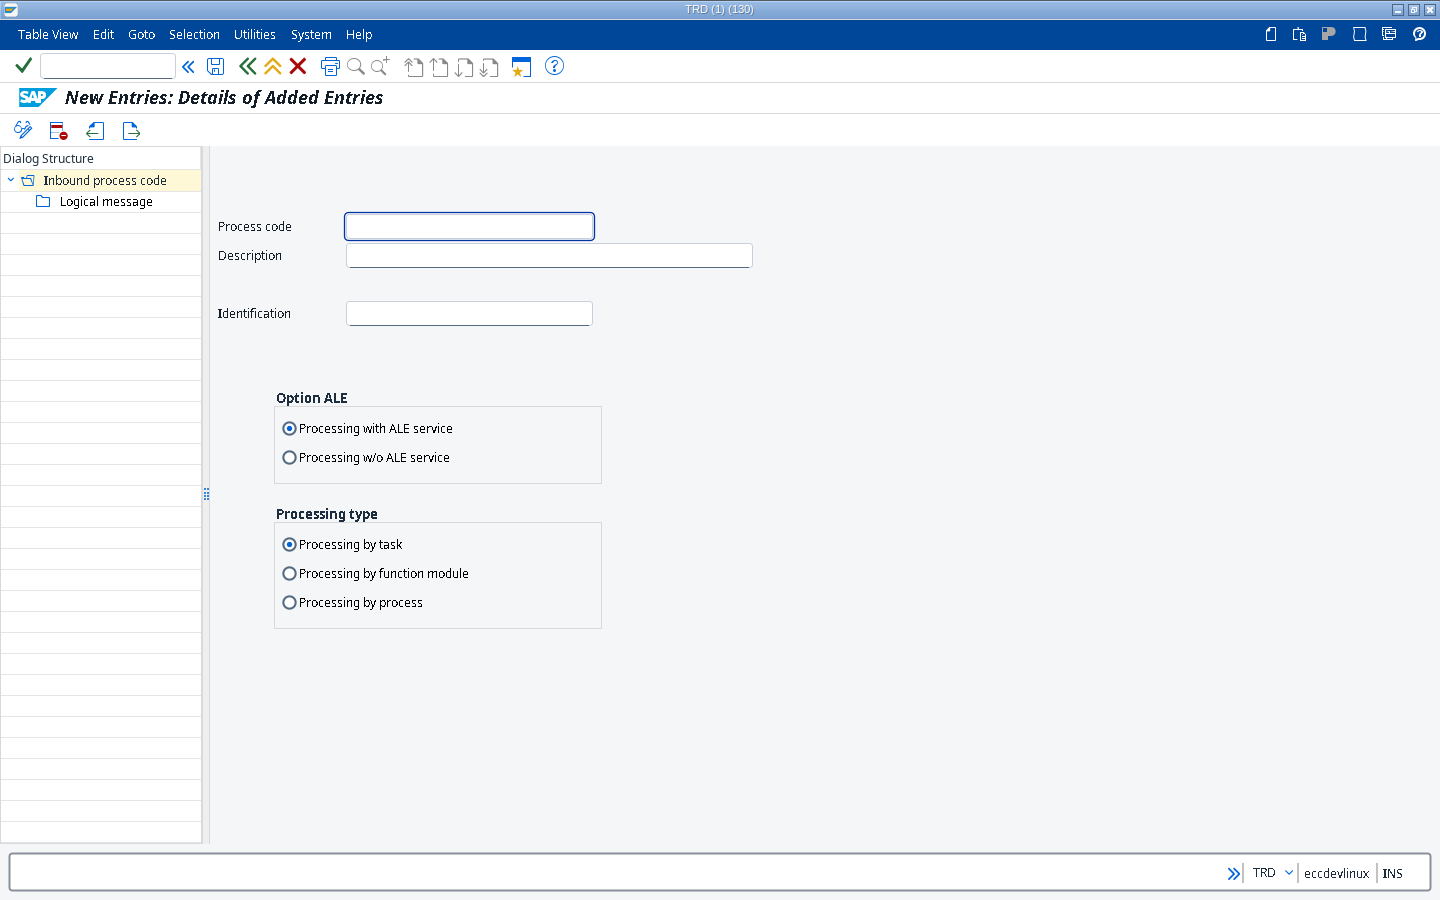 TRD (1) (130)
Table View Edit Goto Selection Utilities System Help
SAP New Entries: Details of Added Entries
Dialog Structure
Inbound process code
Logical message
Process code
Description
Identification
Option ALE
Processing with ALE service
Processing w/o ALE service
Processing type
Processing by task
Processing by function module
Processing by process
TRD eccdevlinux INS